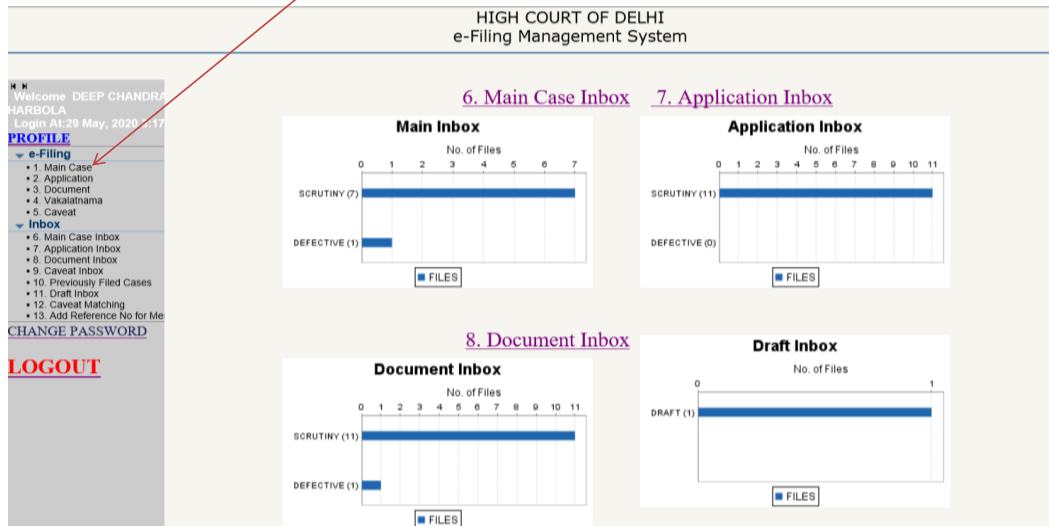 HIGH COURT OF DELHI
e-Filing Management System
Welcome DEEP CHANDRA
HARBOLA
Login At:29 May, 2020
PROFILE
e-Filing
1. Main Case
2. Application
3. Document
4. Vakalatnama
5. Caveat
Inbox
6. Main Case Inbox
7. Application Inbox
8. Document Inbox
9. Caveat Inbox
10. Previously Filed Cases
11. Draft Inbox
12. Caveat Matching
13. Add Reference No for Me
CHANGE PASSWORD
LOGOUT
6. Main Case Inbox
Main Inbox
No. of Files
0 1 2 3 4 5 6 7
SCRUTINY (7)
DEFECTIVE (1)
FILES
7. Application Inbox
Application Inbox
No. of Files
0 1 2 3 4 5 6 7 8 9 10 11
SCRUTINY (11)
DEFECTIVE (0)
FILES
8. Document Inbox
Document Inbox
No. of Files
0 1 2 3 4 5 6 7 8 9 10 11
SCRUTINY (11)
DEFECTIVE (1)
FILES
Draft Inbox
No. of Files
0 1
DRAFT (1)
FILES